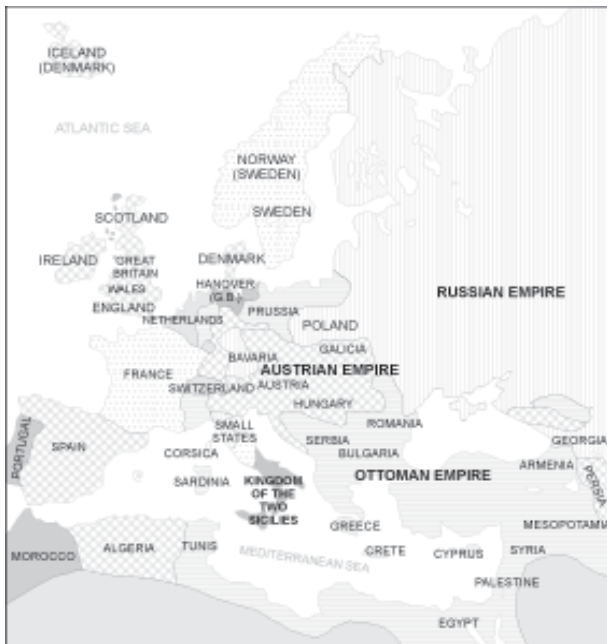 ICELAND
(DENMARK)
ATLANTIC SEA
NORWAY
(SWEDEN)
SWEDEN
SCOTLAND
IRELAND
GREAT
BRITAIN
WALES
ENGLAND
DENMARK
HANOVER
(G.B.)
NETHERLANDS
PRUSSIA
RUSSIAN EMPIRE
POLAND
GALICIA
BAVARIA
AUSTRIAN EMPIRE
FRANCE
SWITZERLAND
AUSTRIA
HUNGARY
SMALL
STATES
ROMANIA
SERBIA
BULGARIA
GEORGIA
PORTUGAL
SPAIN
CORSICA
SARDINIA
KINGDOM
OF THE
TWO
SICILIES
OTTOMAN EMPIRE
ARMENIA
PERSIA
GREECE
MESOPOTAMIA
MOROCCO
ALGERIA
TUNIS
MEDITERRANEAN SEA
CRETE
CYPRUS
SYRIA
PALESTINE
EGYPT